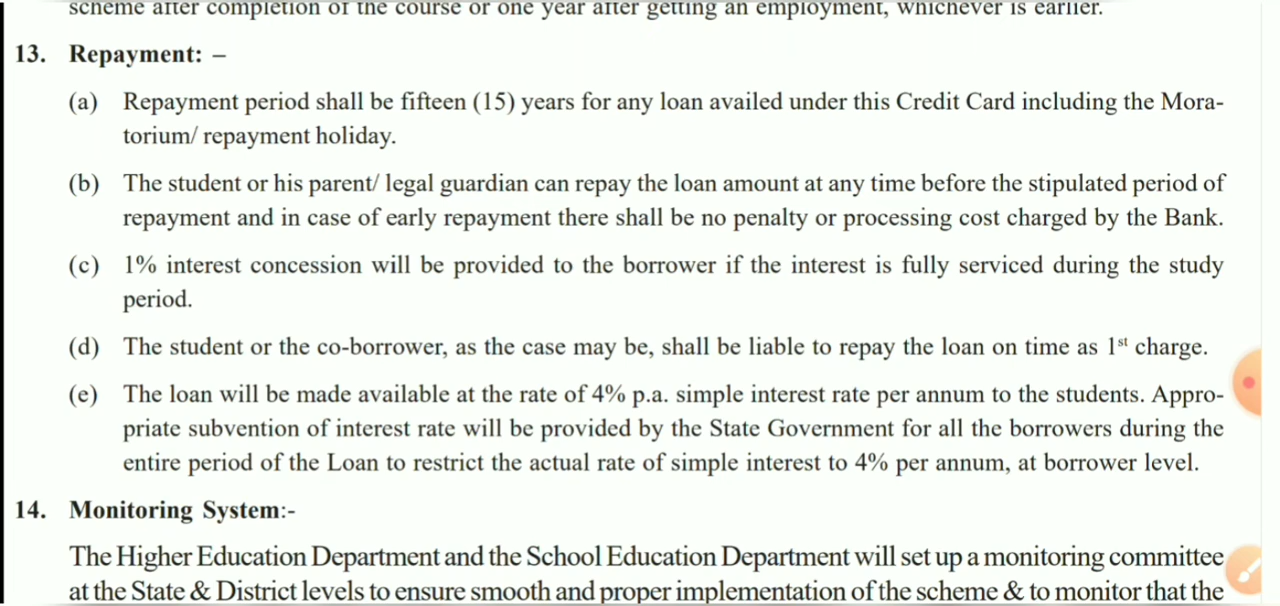 scheme after completion of the course or one year after getting an employment, whichever is earlier.
13. Repayment: –
(a) Repayment period shall be fifteen (15) years for any loan availed under this Credit Card including the Mora-
torium/ repayment holiday.
(b) The student or his parent/ legal guardian can repay the loan amount at any time before the stipulated period of
repayment and in case of early repayment there shall be no penalty or processing cost charged by the Bank.
(c) 1% interest concession will be provided to the borrower if the interest is fully serviced during the study
period.
(d) The student or the co-borrower, as the case may be, shall be liable to repay the loan on time as 1st charge.
(e) The loan will be made available at the rate of 4% p.a. simple interest rate per annum to the students. Appro-
priate subvention of interest rate will be provided by the State Government for all the borrowers during the
entire period of the Loan to restrict the actual rate of simple interest to 4% per annum, at borrower level.
14. Monitoring System:-
The Higher Education Department and the School Education Department will set up a monitoring committee
at the State & District levels to ensure smooth and proper implementation of the scheme & to monitor that the